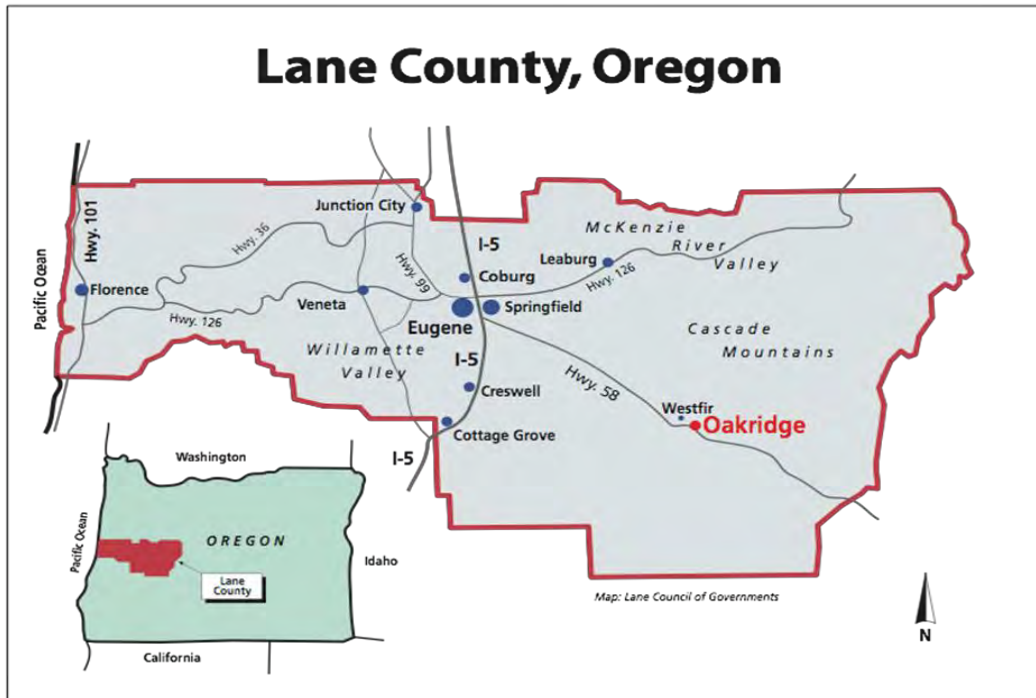 Lane County, Oregon
Junction City
Hwy. 101
Hwy. 36
Hwy. 99
I-5
McKenzie
River
Valley
Leaburg
Hwy. 126
Coburg
Pacific Ocean
Florence
Veneta
Springfield
Eugene
Hwy. 126
Cascade
Mountains
Willamette
Valley
I-5
Hwy. 58
Creswell
Westfir
Oakridge
Cottage Grove
I-5
Washington
Pacific Ocean
OREGON
Idaho
Lane
County
California
Map: Lane Council of Governments
N